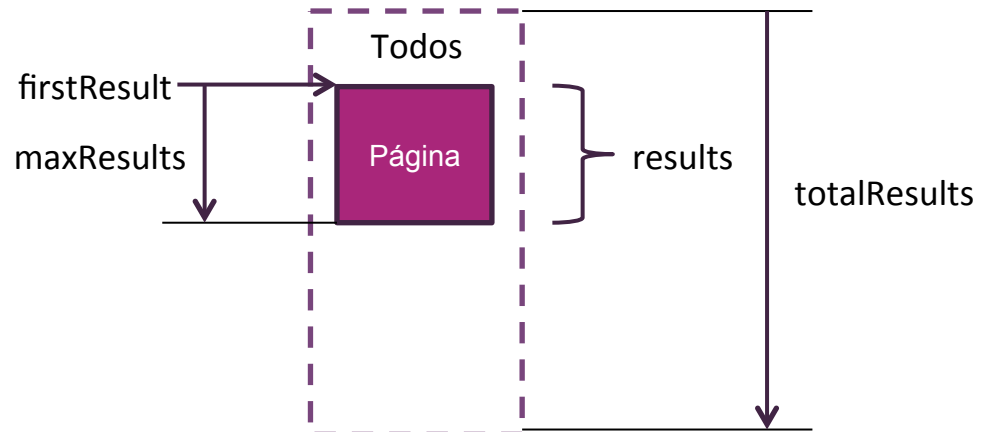 Todos
firstResult
maxResults
Página
results
totalResults